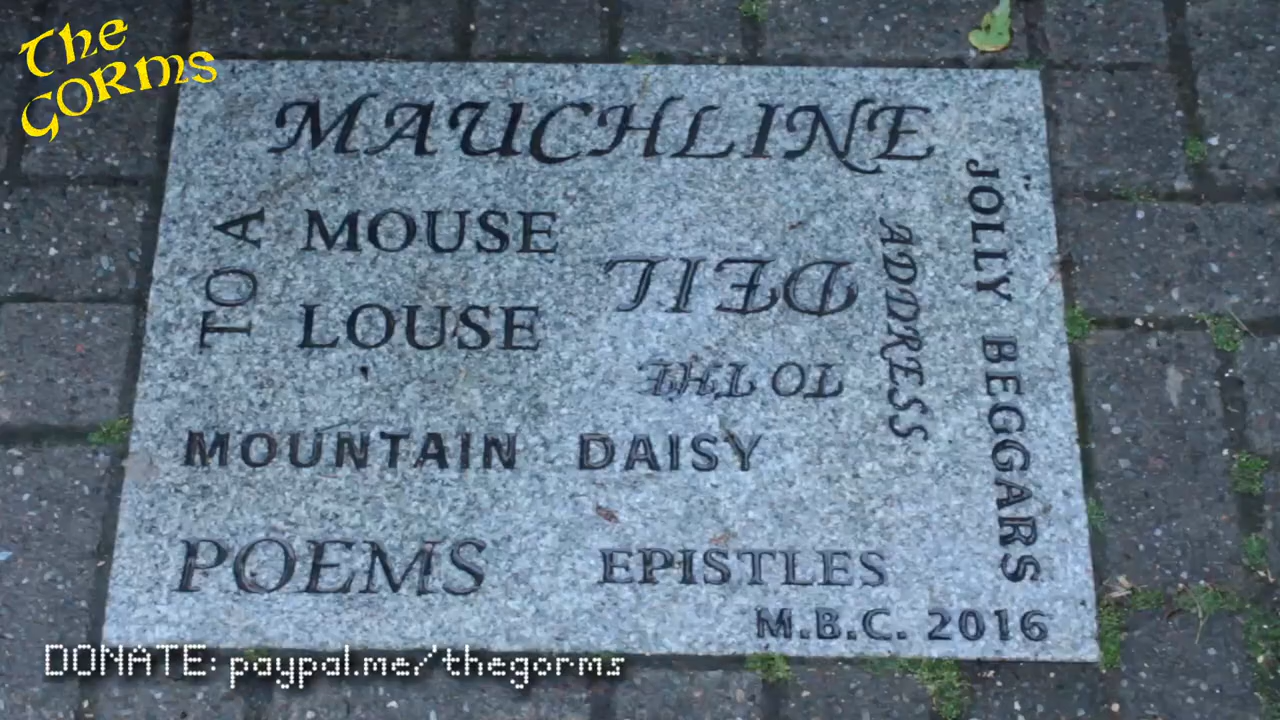 The
GORMS
MAUCHLINE
TO A
MOUSE
LOUSE
TO THE
DEIL
ADDRESS
JOLLY BEGGARS
MOUNTAIN DAISY
POEMS
EPISTLES
M.B.C. 2016
DONATE: paypal.me/thegorms